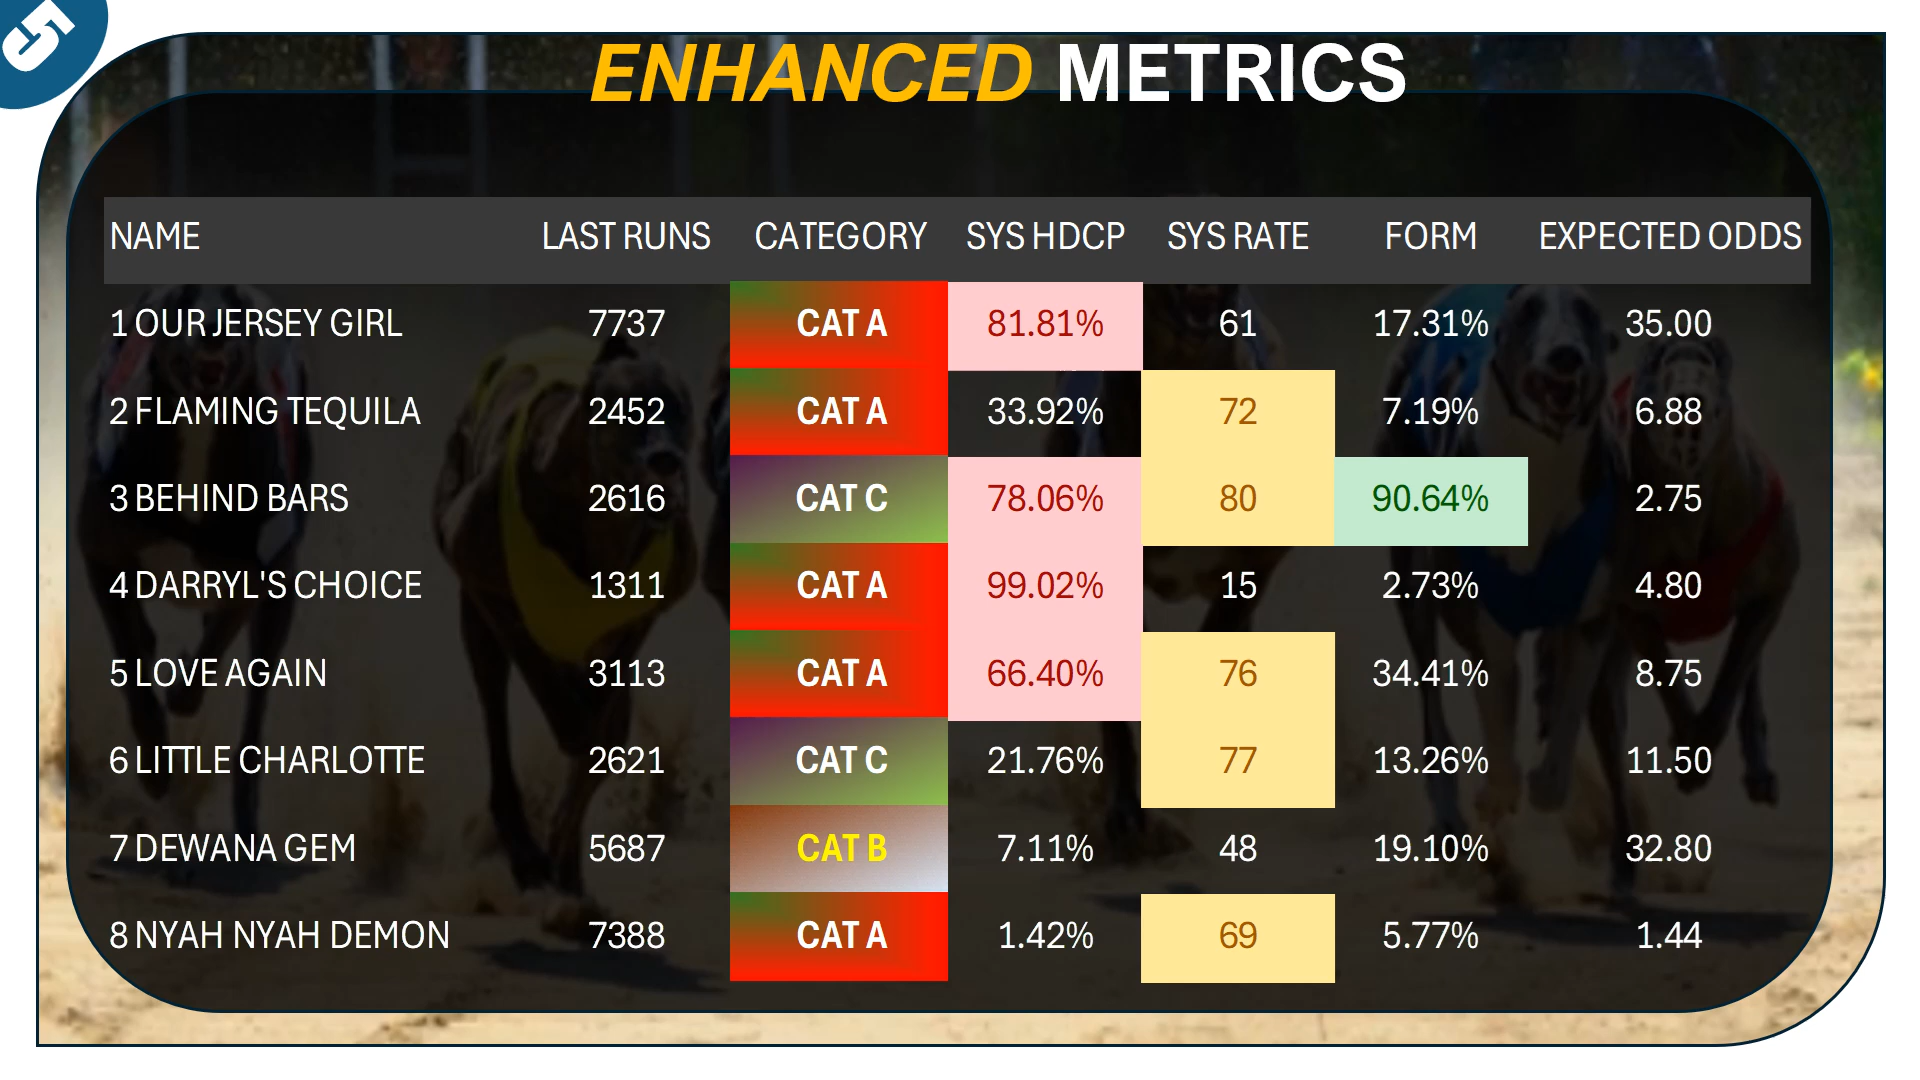 5
ENHANCED METRICS
NAME LAST RUNS CATEGORY SYS HDCP SYS RATE FORM EXPECTED ODDS
1 OUR JERSEY GIRL 7737 CAT A 81.81% 61 17.31% 35.00
2 FLAMING TEQUILA 2452 CAT A 33.92% 72 7.19% 6.88
3 BEHIND BARS 2616 CAT C 78.06% 80 90.64% 2.75
4 DARRYL'S CHOICE 1311 CAT A 99.02% 15 2.73% 4.80
5 LOVE AGAIN 3113 CAT A 66.40% 76 34.41% 8.75
6 LITTLE CHARLOTTE 2621 CAT C 21.76% 77 13.26% 11.50
7 DEWANA GEM 5687 CAT B 7.11% 48 19.10% 32.80
8 NYAH NYAH DEMON 7388 CAT A 1.42% 69 5.77% 1.44